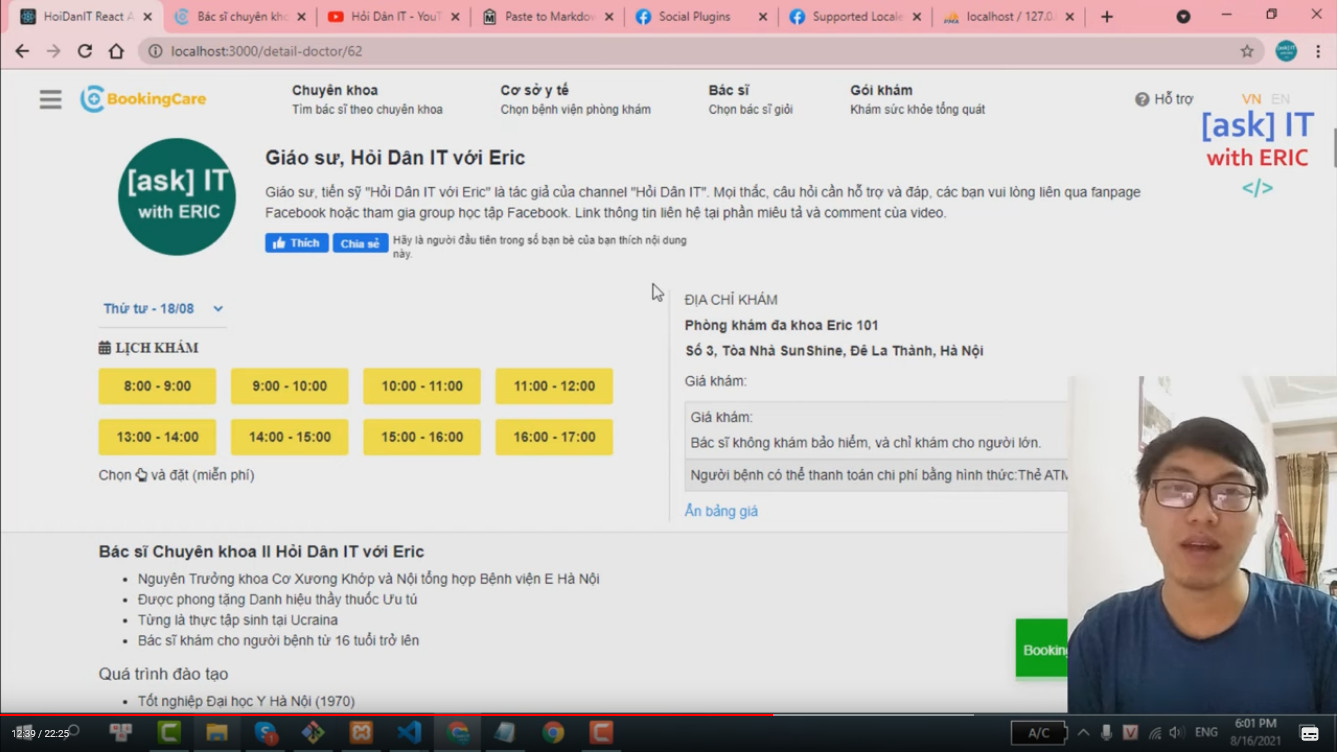 HoiDanIT React A
Bác sĩ chuyên kho
Hỏi Dân IT - YouT
Paste to Markdow
Social Plugins
Supported Locale
localhost / 127.0.
localhost:3000/detail-doctor/62
BookingCare
Chuyên khoa
Tìm bác sĩ theo chuyên khoa
Cơ sở y tế
Chọn bệnh viện phòng khám
Bác sĩ
Chọn bác sĩ giỏi
Gói khám
Khám sức khỏe tổng quát
Hỗ trợ
VN EN
[ask] IT
with ERIC
</>
[ask] IT
with ERIC
Giáo sư, Hỏi Dân IT với Eric
Giáo sư, tiến sỹ "Hỏi Dân IT với Eric" là tác giả của channel "Hỏi Dân IT". Mọi thắc, câu hỏi cần hỗ trợ và đáp, các bạn vui lòng liên qua fanpage
Facebook hoặc tham gia group học tập Facebook. Link thông tin liên hệ tại phần miêu tả và comment của video.
Thích
Chia sẻ
Hãy là người đầu tiên trong số bạn bè của bạn thích nội dung
này.
Thứ tư - 18/08
LỊCH KHÁM
8:00 - 9:00
9:00 - 10:00
10:00 - 11:00
11:00 - 12:00
13:00 - 14:00
14:00 - 15:00
15:00 - 16:00
16:00 - 17:00
Chọn và đặt (miễn phí)
ĐỊA CHỈ KHÁM
Phòng khám đa khoa Eric 101
Số 3, Tòa Nhà SunShine, Đê La Thành, Hà Nội
Giá khám:
Giá khám:
Bác sĩ không khám bảo hiểm, và chỉ khám cho người lớn.
Người bệnh có thể thanh toán chi phí bằng hình thức:Thẻ ATM
Ẩn bảng giá
Bác sĩ Chuyên khoa II Hỏi Dân IT với Eric
Nguyên Trưởng khoa Cơ Xương Khớp và Nội tổng hợp Bệnh viện E Hà Nội
Được phong tặng Danh hiệu thầy thuốc Ưu tú
Từng là thực tập sinh tại Ucraina
Bác sĩ khám cho người bệnh từ 16 tuổi trở lên
Quá trình đào tạo
Tốt nghiệp Đại học Y Hà Nội (1970)
Booking
12:39 / 22:25
A/C
ENG
6:01 PM
8/16/2021